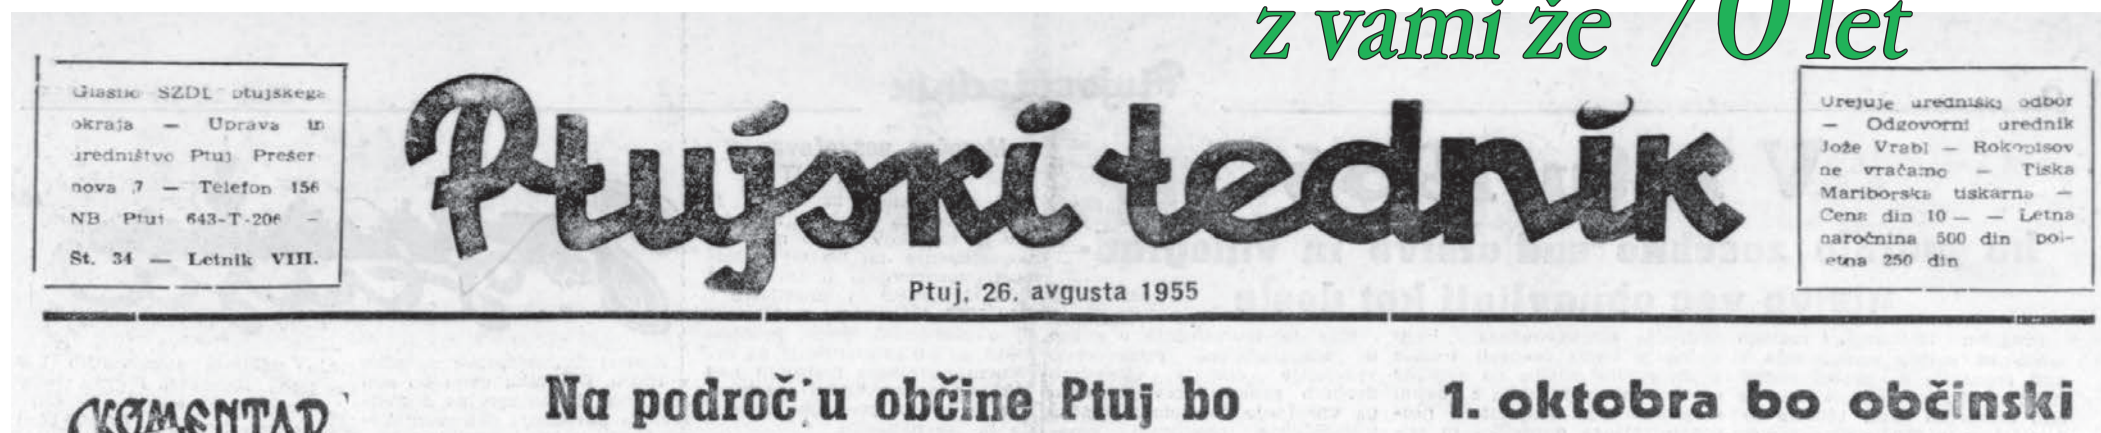 z vami že 70 let
Glasilo SZDL ptujskega
okraja — Uprava in
uredništvo Ptuj Prešer
nova 7 — Telefon 156
NB Ptuj 643-T-206 —
Št. 34 — Letnik VIII.
Ptujski tednik
Ptuj, 26. avgusta 1955
Urejuje uredniški odbor
— Odgovorni urednik
Jože Vrabl — Rokopisov
ne vračamo — Tiska
Mariborska tiskarna —
Cena din 10 — — Letna
naročnina 500 din pol-
etna 250 din
KOMENTAR
Na področju občine Ptuj bo
1. oktobra bo občinski